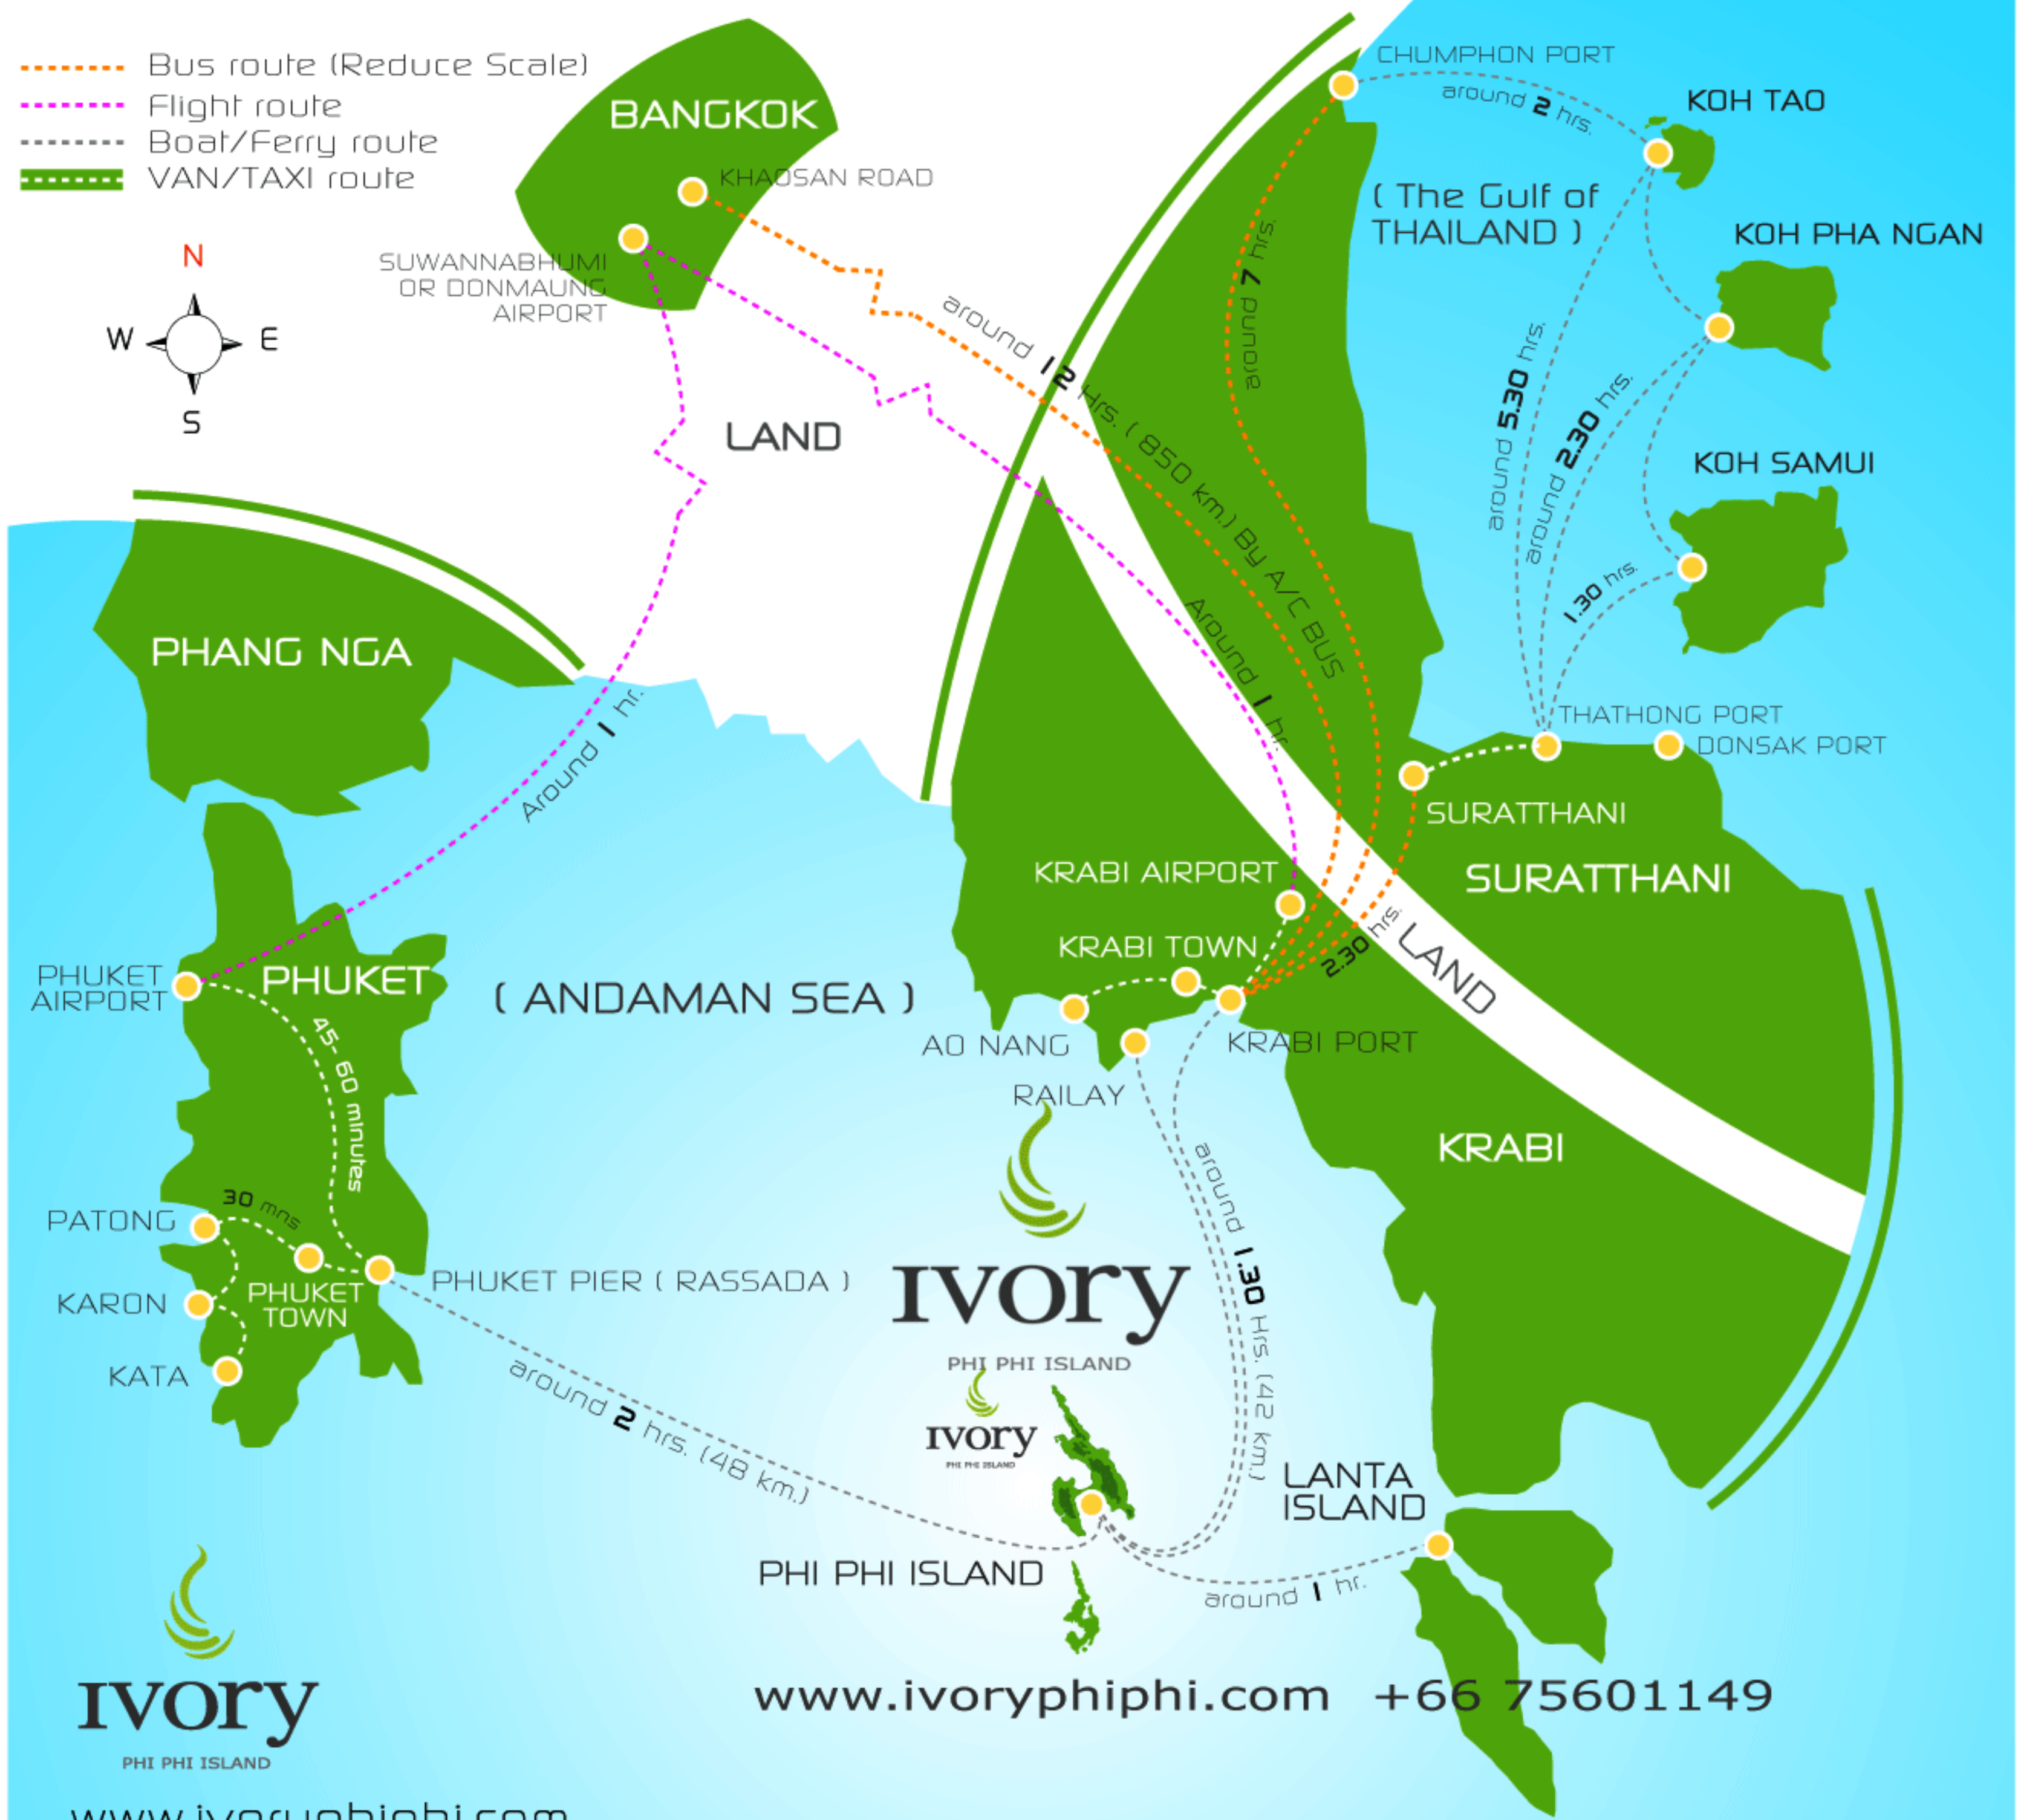 Bus route (Reduce Scale)
Flight route
Boat/Ferry route
VAN/TAXI route
N
W
E
S
BANGKOK
KHAOSAN ROAD
SUWANNABHUMI
OR DONMAUNG
AIRPORT
LAND
around 12 Hrs. ( 850 km.) By A/C BUS
around 7 hrs.
Around 1 hr.
Around 1 hr.
CHUMPHON PORT
around 2 hrs.
KOH TAO
( The Gulf of
THAILAND )
KOH PHA NGAN
around 5.30 hrs.
around 2.30 hrs.
KOH SAMUI
1.30 hrs.
THATHONG PORT
DONSAK PORT
SURATTHANI
SURATTHANI
PHANG NGA
KRABI AIRPORT
KRABI TOWN
2.30 hrs.
LAND
AO NANG
KRABI PORT
RAILAY
KRABI
PHUKET
AIRPORT
PHUKET
( ANDAMAN SEA )
45-60 minutes
30 mns
PATONG
KARON
KATA
PHUKET
TOWN
PHUKET PIER ( RASSADA )
around 2 hrs. (48 km.)
around 1.30 Hrs. (42 km.)
IVORY
PHI PHI ISLAND
IVORY
PHI PHI ISLAND
PHI PHI ISLAND
LANTA
ISLAND
around 1 hr.
www.ivoryphiphi.com +66 75601149
IVORY
PHI PHI ISLAND
www.ivoryphiphi.com